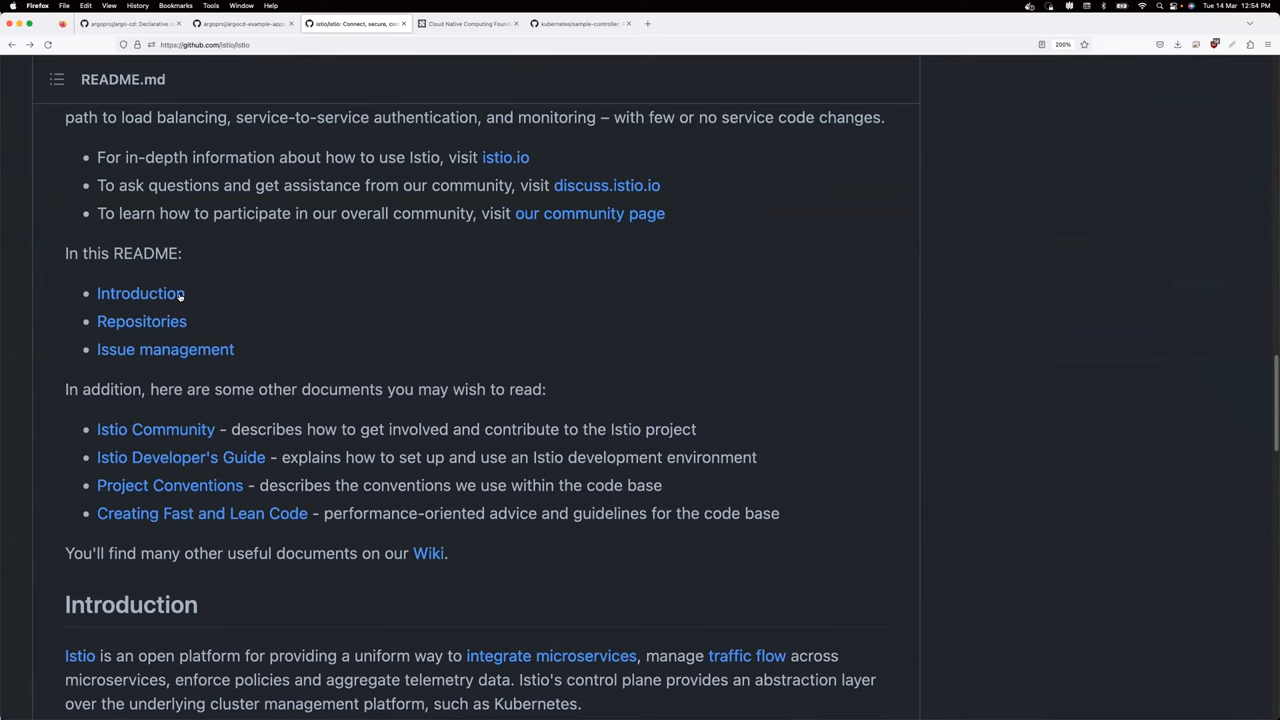 Firefox File Edit View History Bookmarks Tools Window Help Tue 14 Mar 12:54 PM
argoproj/argo-cd: Declarative c argoproj/argocd-example-apps istio/istio: Connect, secure, co Cloud Native Computing Found kubernetes/sample-controller: R
https://github.com/istio/istio 200%
README.md
path to load balancing, service-to-service authentication, and monitoring – with few or no service code changes.
• For in-depth information about how to use Istio, visit istio.io
• To ask questions and get assistance from our community, visit discuss.istio.io
• To learn how to participate in our overall community, visit our community page
In this README:
• Introduction
• Repositories
• Issue management
In addition, here are some other documents you may wish to read:
• Istio Community - describes how to get involved and contribute to the Istio project
• Istio Developer's Guide - explains how to set up and use an Istio development environment
• Project Conventions - describes the conventions we use within the code base
• Creating Fast and Lean Code - performance-oriented advice and guidelines for the code base
You'll find many other useful documents on our Wiki.
Introduction
Istio is an open platform for providing a uniform way to integrate microservices, manage traffic flow across
microservices, enforce policies and aggregate telemetry data. Istio's control plane provides an abstraction layer
over the underlying cluster management platform, such as Kubernetes.